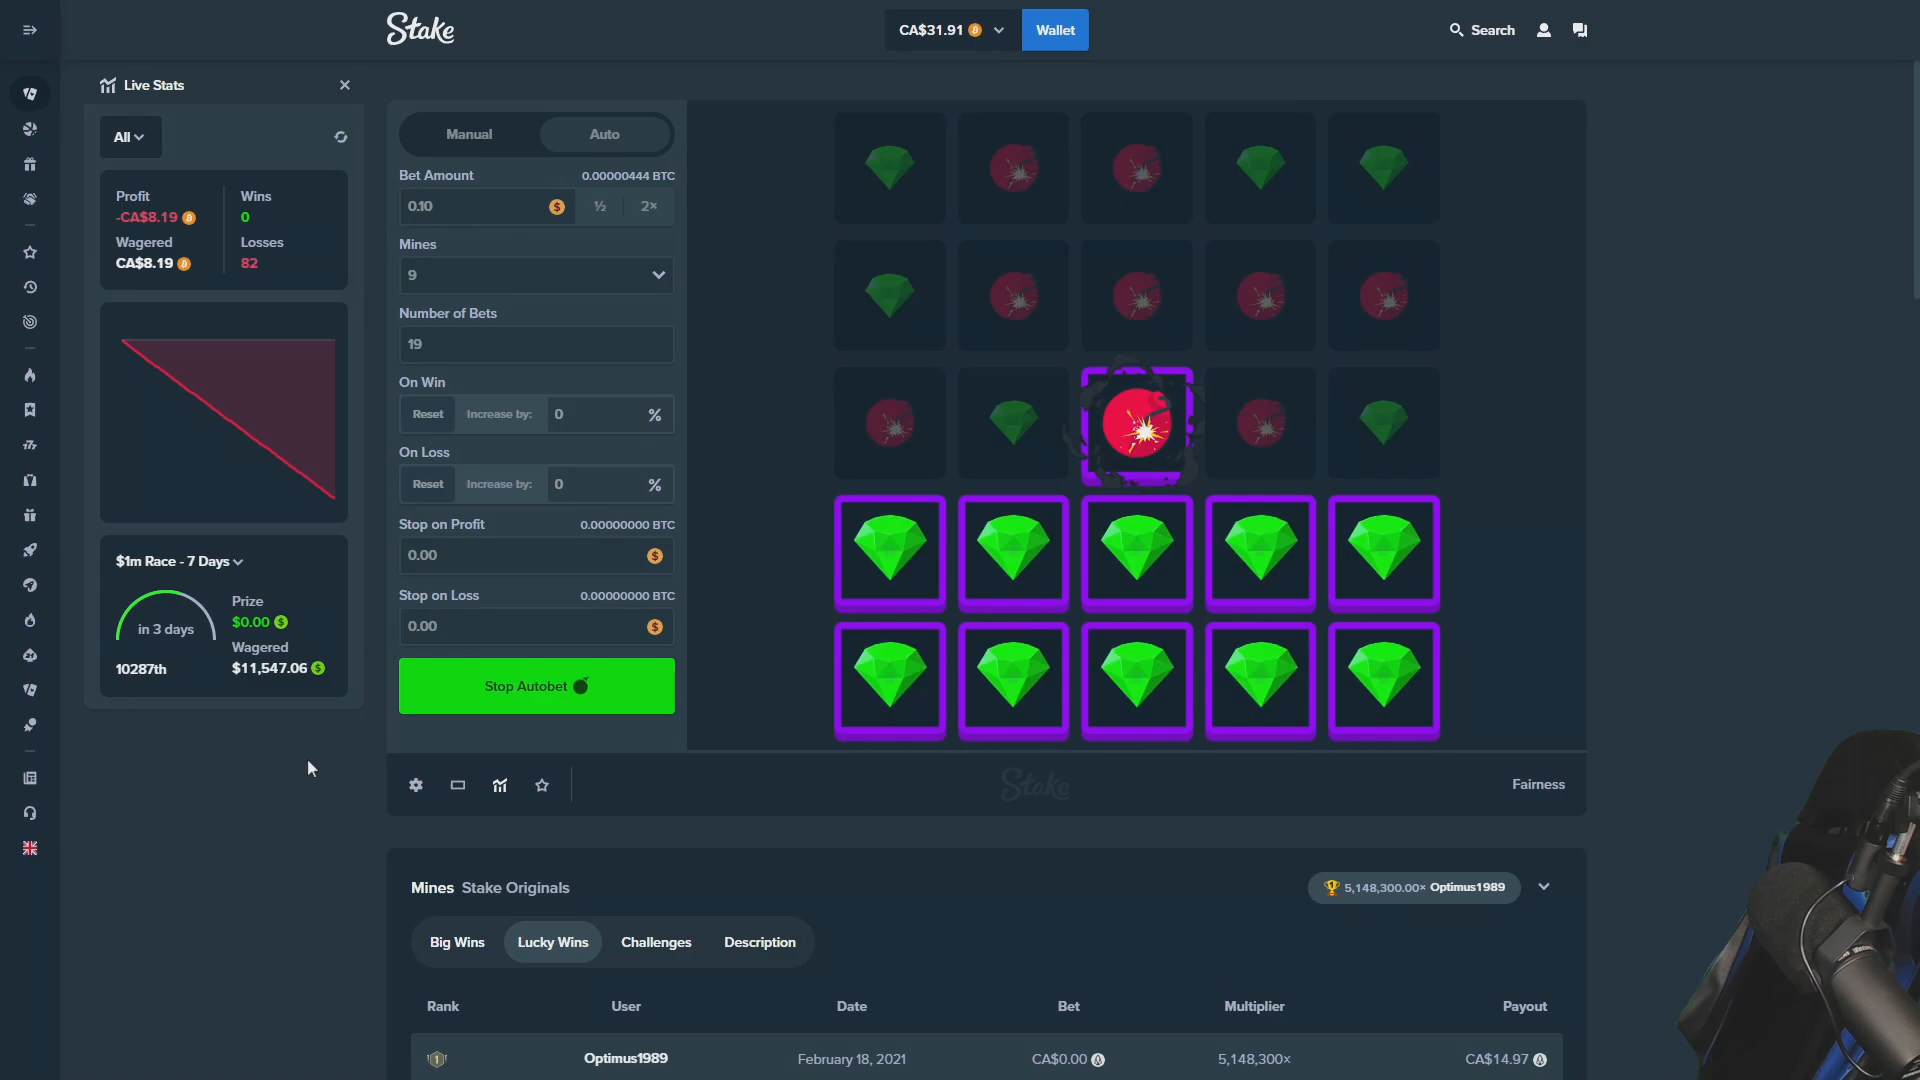 Stake
CA$31.91
Wallet
Search
Live Stats
All
Profit
-CA$8.19
Wins
0
Wagered
CA$8.19
Losses
82
$1m Race - 7 Days
in 3 days
10287th
Prize
$0.00
Wagered
$11,547.06
Manual
Auto
Bet Amount
0.00000444 BTC
0.10
½
2×
Mines
9
Number of Bets
19
On Win
Reset
Increase by:
0
%
On Loss
Reset
Increase by:
0
%
Stop on Profit
0.00000000 BTC
0.00
Stop on Loss
0.00000000 BTC
0.00
Stop Autobet
Stake
Fairness
Mines Stake Originals
5,148,300.00× Optimus1989
Big Wins
Lucky Wins
Challenges
Description
Rank
User
Date
Bet
Multiplier
Payout
1
Optimus1989
February 18, 2021
CA$0.00
5,148,300×
CA$14.97